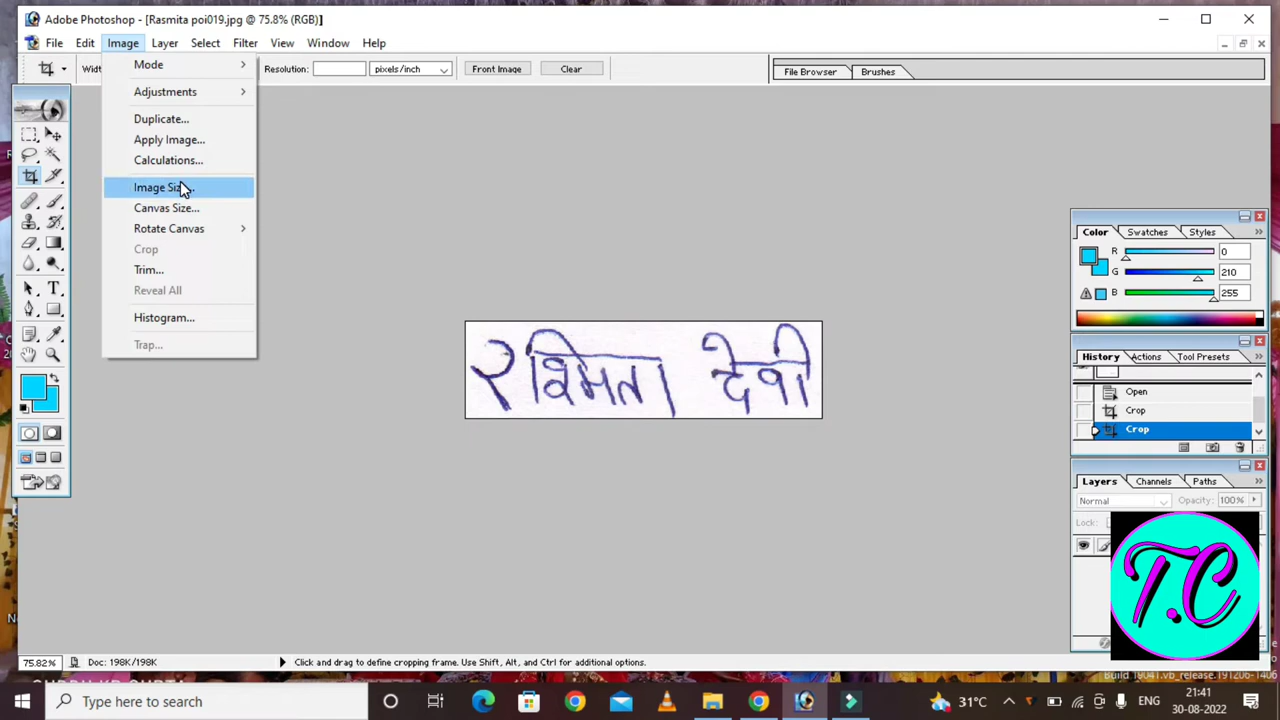 Adobe Photoshop - [Rasmita poi019.jpg @ 75.8% (RGB)]
File Edit Image Layer Select Filter View Window Help
Resolution: pixels/inch Front Image Clear File Browser Brushes
Mode
Adjustments
Duplicate...
Apply Image...
Calculations...
Image
Canvas Size...
Rotate Canvas
Crop
Trim...
Reveal All
Histogram...
Trap...
रश्मिता देवी
Color Swatches Styles
R 0
G 210
B 255
History Actions Tool Presets
Open
Crop
Crop
Layers Channels Paths
Normal Opacity: 100%
Lock:
T.C
75.82% Doc: 198K/198K Click and drag to define cropping frame. Use Shift, Alt, and Ctrl for additional options.
Build 19041.vb_release.191206-1406
Type here to search 31°C ENG 21:41
30-08-2022